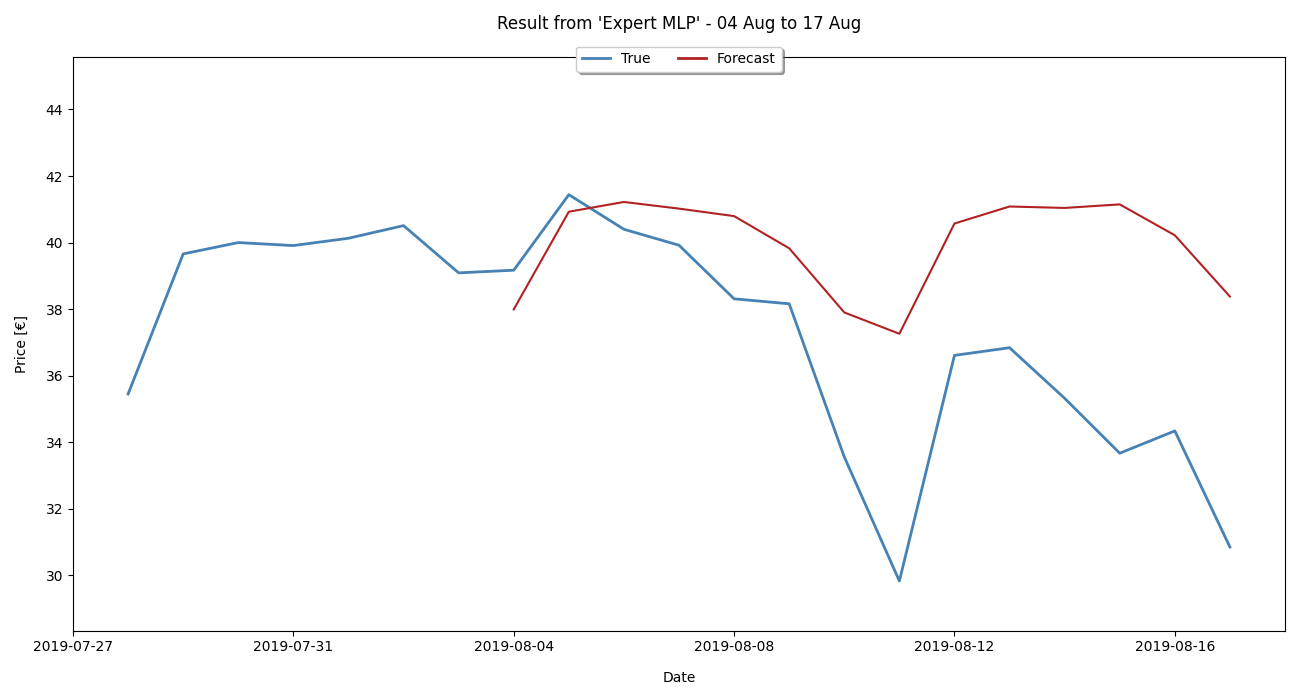 Result from 'Expert MLP' - 04 Aug to 17 Aug
True Forecast
44
42
40
38
36
34
32
30
Price [€]
2019-07-27 2019-07-31 2019-08-04 2019-08-08 2019-08-12 2019-08-16
Date